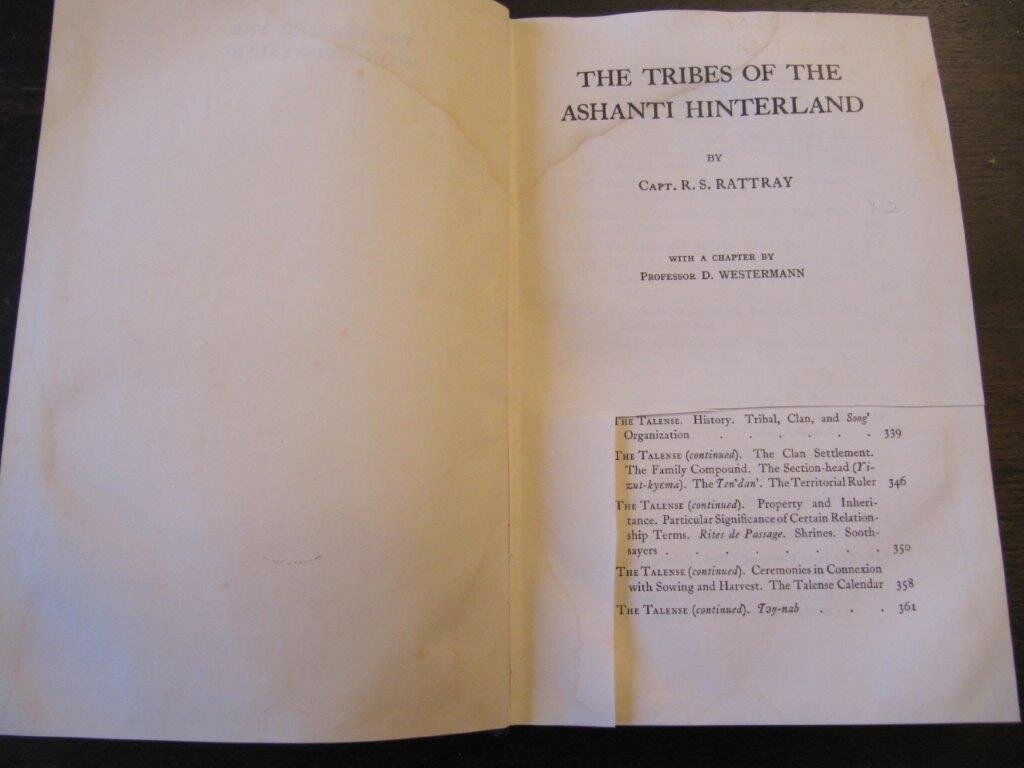 THE TRIBES OF THE
ASHANTI HINTERLAND
BY
CAPT. R. S. RATTRAY
WITH A CHAPTER BY
PROFESSOR D. WESTERMANN
THE TALENSE. History. Tribal, Clan, and Soog'
Organization . . . . . . 339
THE TALENSE (continued). The Clan Settlement.
The Family Compound. The Section-head (Yi-
zut-kyɛma). The Ten'dan'. The Territorial Ruler 346
THE TALENSE (continued). Property and Inheri-
tance. Particular Significance of Certain Relation-
ship Terms. Rites de Passage. Shrines. Sooth-
sayers . . . . . . . 350
THE TALENSE (continued). Ceremonies in Connexion
with Sowing and Harvest. The Talense Calendar 358
THE TALENSE (continued). Tɔŋ-nab . . . 361